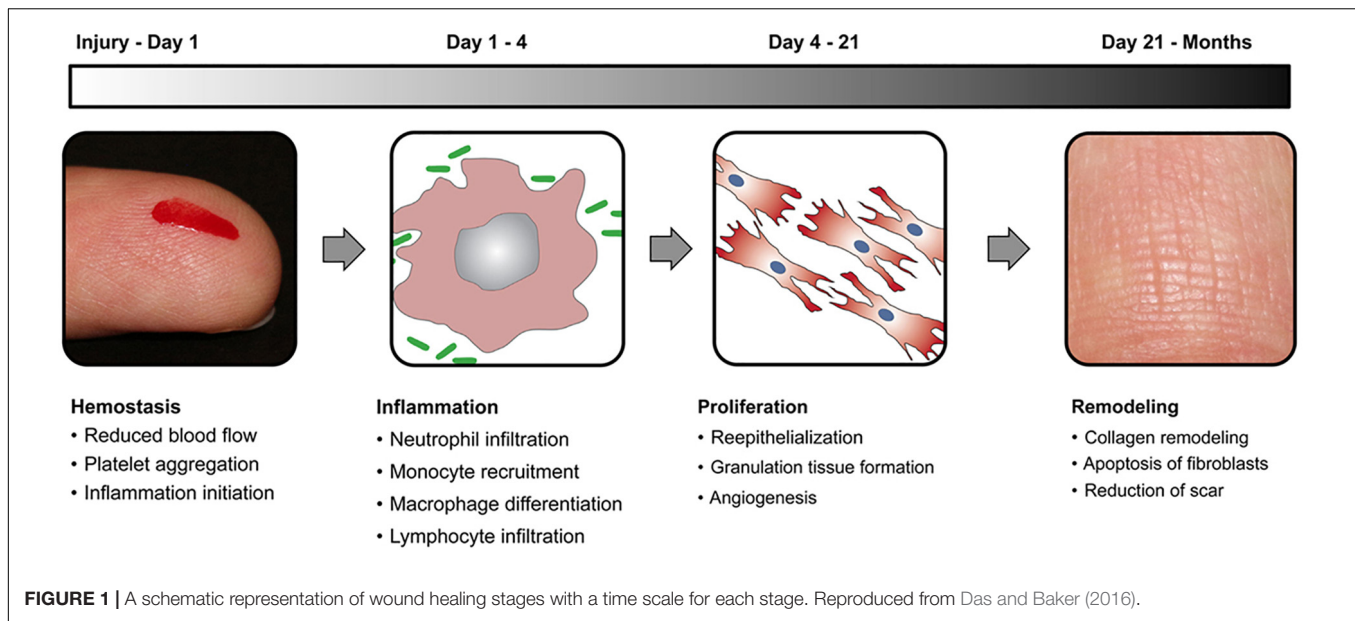 Injury - Day 1
Day 1 - 4
Day 4 - 21
Day 21 - Months
Hemostasis
• Reduced blood flow
• Platelet aggregation
• Inflammation initiation
Inflammation
• Neutrophil infiltration
• Monocyte recruitment
• Macrophage differentiation
• Lymphocyte infiltration
Proliferation
• Reepithelialization
• Granulation tissue formation
• Angiogenesis
Remodeling
• Collagen remodeling
• Apoptosis of fibroblasts
• Reduction of scar
FIGURE 1 | A schematic representation of wound healing stages with a time scale for each stage. Reproduced from Das and Baker (2016).